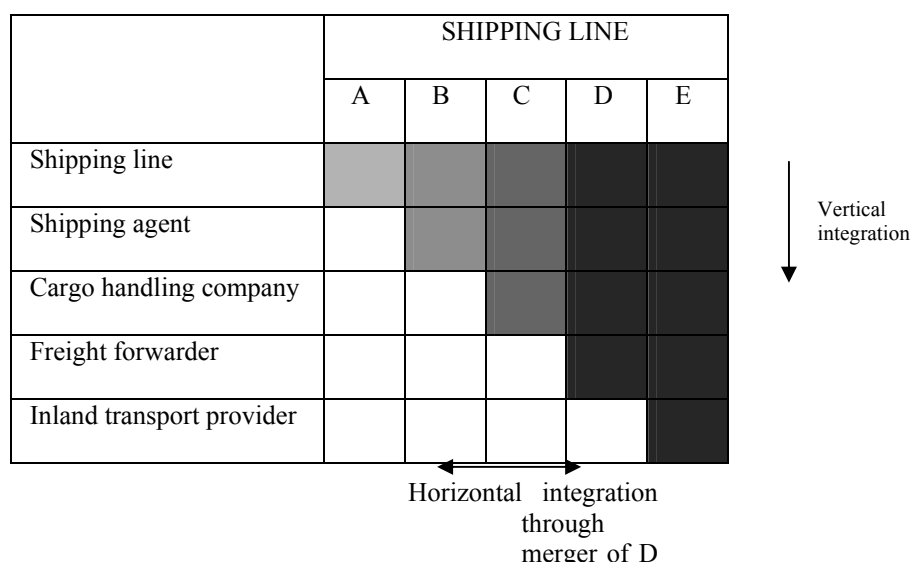 SHIPPING LINE
A B C D E
Shipping line
Shipping agent
Cargo handling company
Freight forwarder
Inland transport provider
Vertical
integration
Horizontal integration
through
merger of D